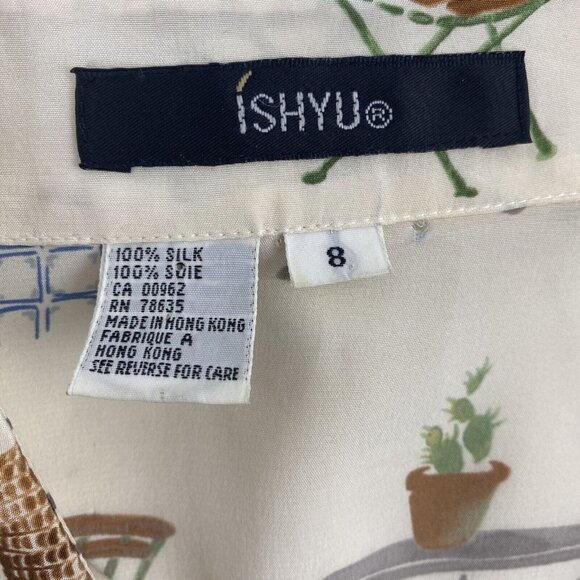 íSHYU®
100% SILK
100% SOIE
CA 00962
RN 78635
MADE IN HONG KONG
FABRIQUE A
HONG KONG
SEE REVERSE FOR CARE
8